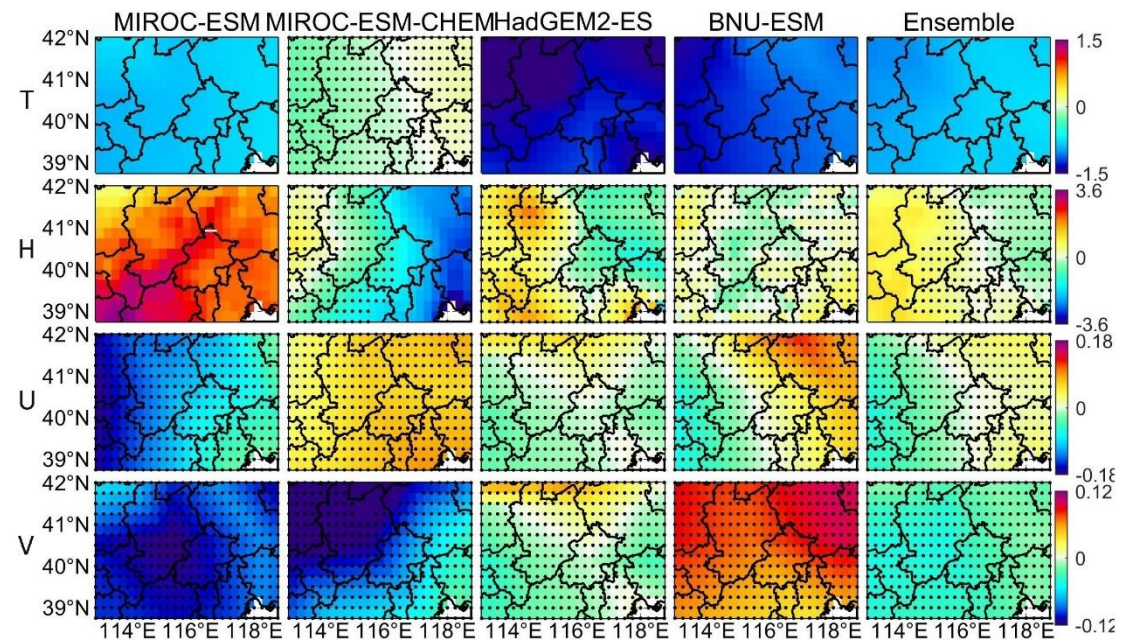 MIROC-ESM MIROC-ESM-CHEM HadGEM2-ES BNU-ESM Ensemble
42°N 1.5
41°N
T 0
40°N
39°N -1.5
42°N 3.6
41°N
H 0
40°N
39°N -3.6
42°N 0.18
41°N
U 0
40°N
39°N -0.18
42°N 0.12
41°N
V 0
40°N
39°N -0.12
114°E 116°E 118°E 114°E 116°E 118°E 114°E 116°E 118°E 114°E 116°E 118°E 114°E 116°E 118°E